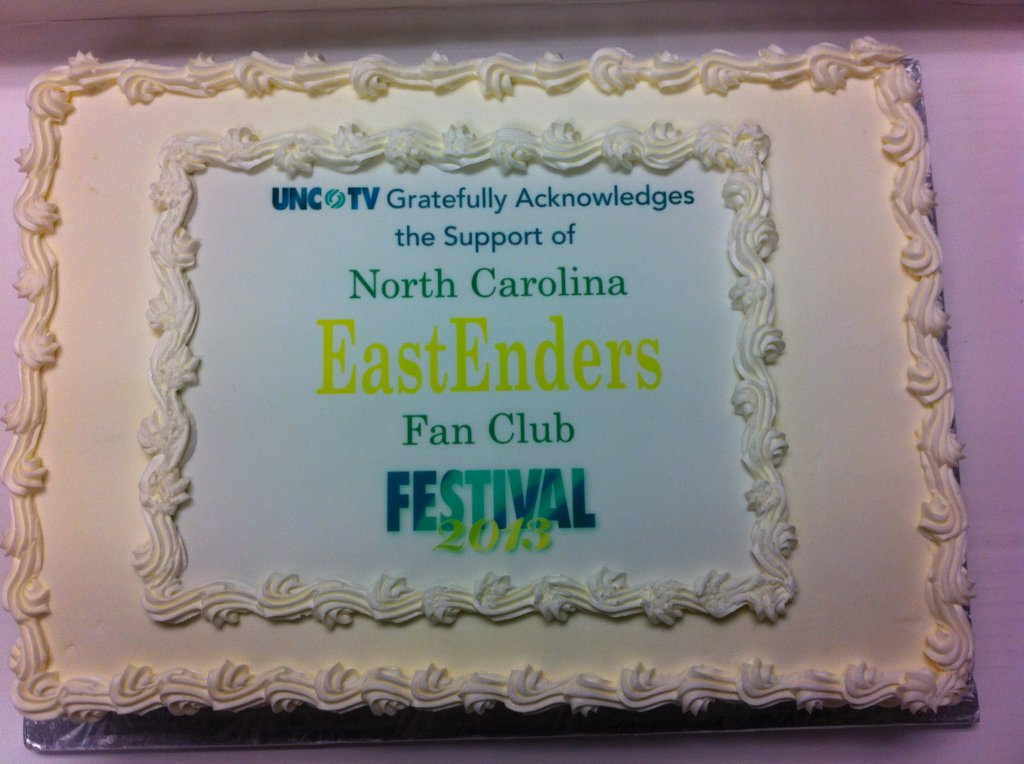 UNC TV Gratefully Acknowledges
the Support of
North Carolina
EastEnders
Fan Club
FESTIVAL
2013